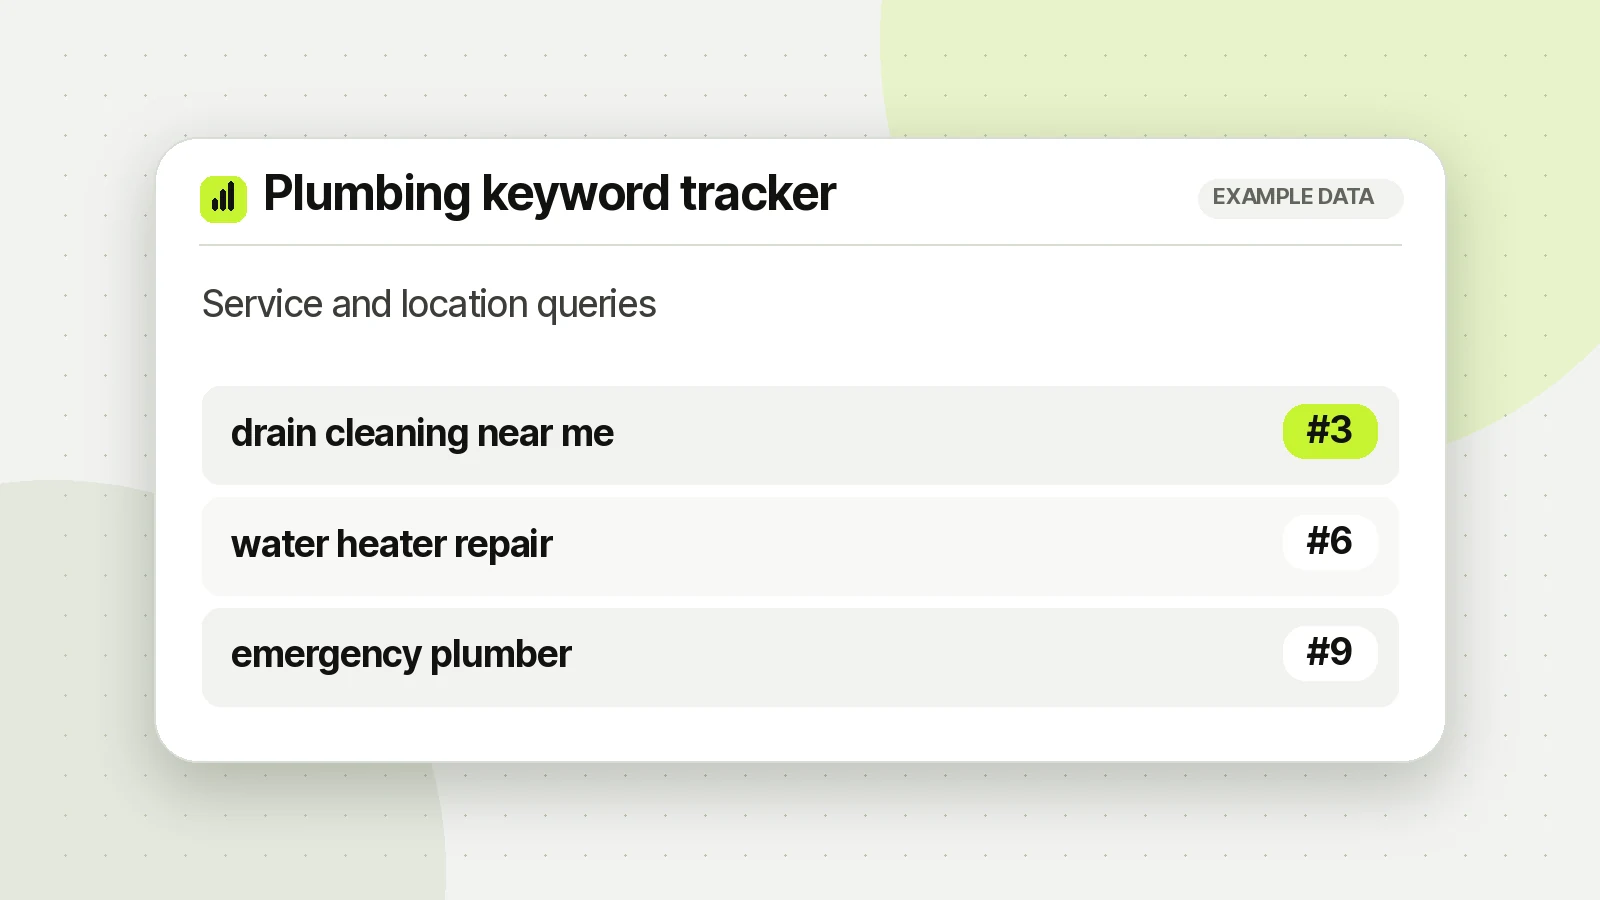 Plumbing keyword tracker
EXAMPLE DATA
Service and location queries
drain cleaning near me
#3
water heater repair
#6
emergency plumber
#9